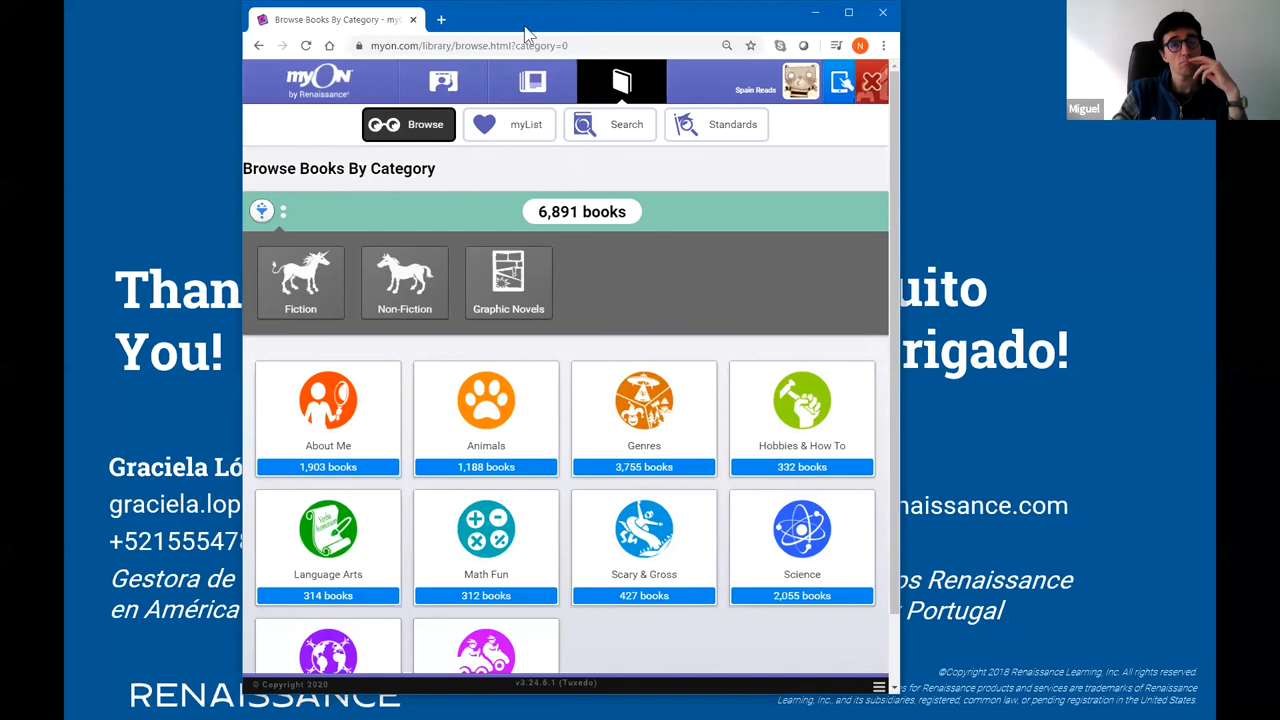 Browse Books By Category - my
myon.com/library/browse.html?category=0
N
myON
by Renaissance®
Spain Reads
Browse
myList
Search
Standards
Miguel
Browse Books By Category
6,891 books
Fiction
Non-Fiction
Graphic Novels
About Me
Animals
Genres
Hobbies & How To
1,903 books
1,188 books
3,755 books
332 books
Language Arts
Math Fun
Scary & Gross
Science
314 books
312 books
427 books
2,055 books
© Copyright 2020
v3.24.6.1 (Tuxedo)
Than
You!
uito
rigado!
Graciela Ló
graciela.lop
naissance.com
+52155547
Gestora de
os Renaissance
en América
Portugal
RENAISSANCE
©Copyright 2018 Renaissance Learning, Inc. All rights reserved.
s for Renaissance products and services are trademarks of Renaissance
Learning, Inc., and its subsidiaries, registered, common law, or pending registration in the United States.